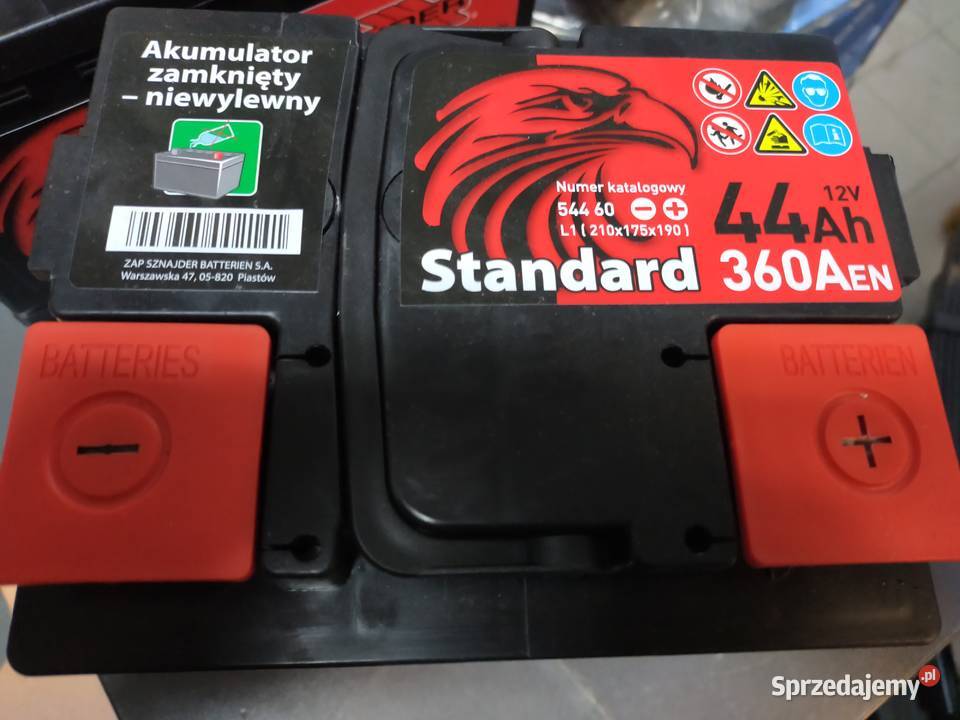 Akumulator
zamknięty
– niewylewny
ZAP SZNAJDER BATTERIEN S.A.
Warszawska 47, 05-820 Piastów
Numer katalogowy
544 60 − +
L1 ( 210x175x190 )
Standard
12V
44Ah
360AEN
BATTERIES
−
BATTERIEN
+
Sprzedajemy.pl